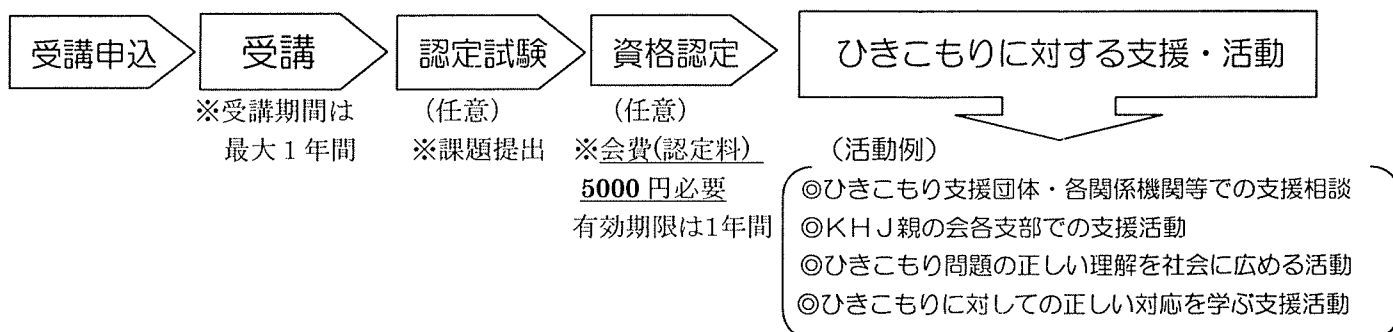 受講申込
受講
認定試験
資格認定
ひきこもりに対する支援・活動
※受講期間は
最大1年間
(任意)
※課題提出
(任意)
※会費(認定料)
5000円必要
有効期限は1年間
(活動例)
◎ひきこもり支援団体・各関係機関等での支援相談
◎KHJ親の会各支部での支援活動
◎ひきこもり問題の正しい理解を社会に広める活動
◎ひきこもりに対しての正しい対応を学ぶ支援活動